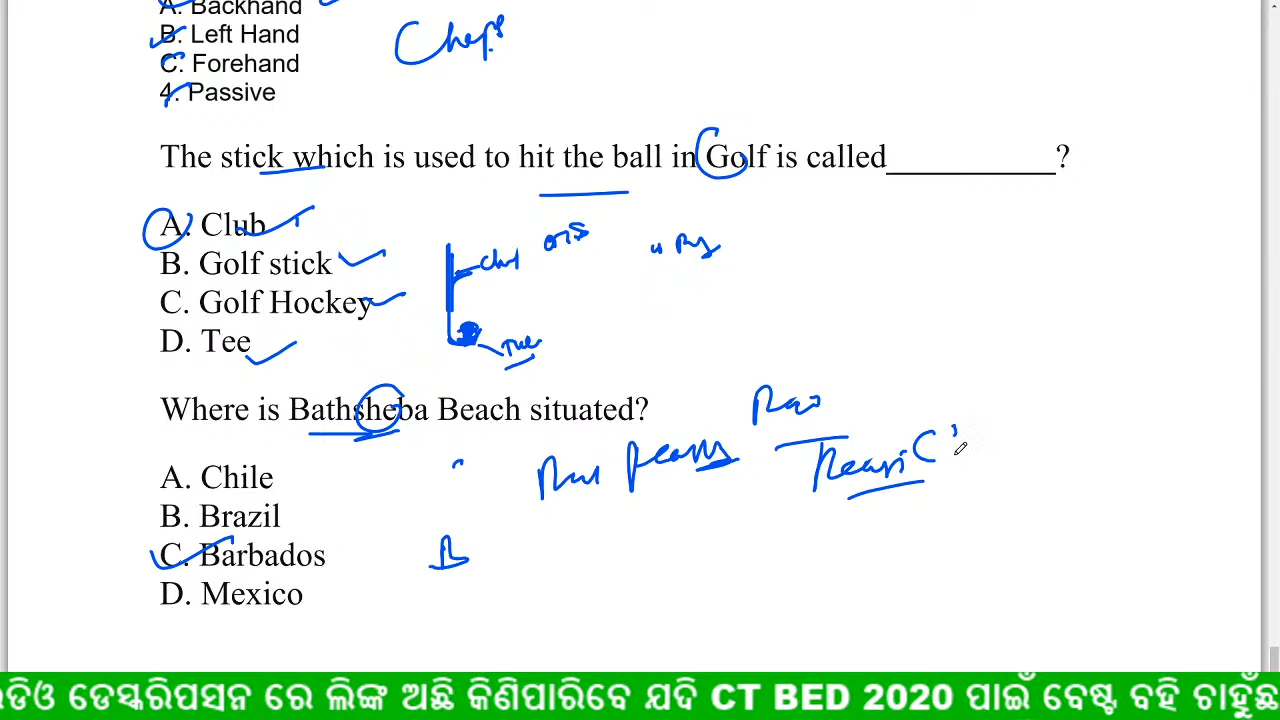 A. Backhand
B. Left Hand
C. Forehand
4. Passive
The stick which is used to hit the ball in Golf is called___________?
A. Club
B. Golf stick
C. Golf Hockey
D. Tee
Where is Bathsheba Beach situated?
A. Chile
B. Brazil
C. Barbados
D. Mexico
ଡିଓ ଡେସ୍କରିପସନ ରେ ଲିଙ୍କ ଅଛି କିଣିପାରିବେ ଯଦି CT BED 2020 ପାଇଁ ବେଷ୍ଟ ବହି ଚାହୁଁଛ